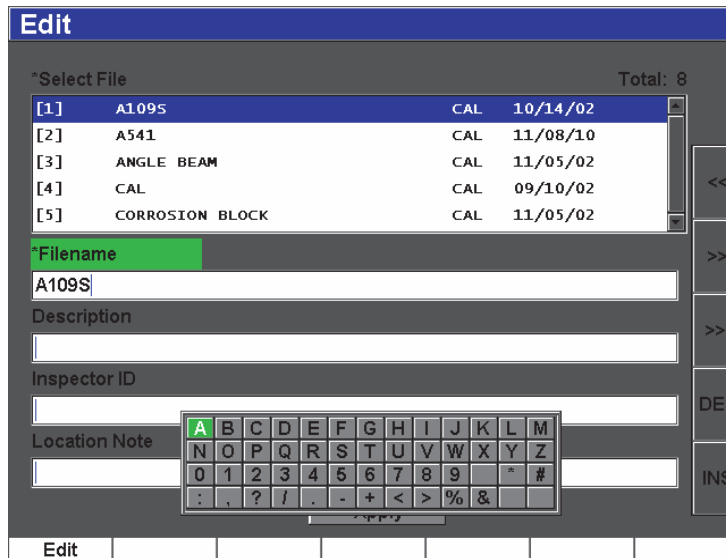 Edit
*Select File Total: 8
[1] A109S CAL 10/14/02
[2] A541 CAL 11/08/10
[3] ANGLE BEAM CAL 11/05/02
[4] CAL CAL 09/10/02
[5] CORROSION BLOCK CAL 11/05/02
<<
*Filename
>>
A109S
Description
>>
Inspector ID
DE
A B C D E F G H I J K L M
Location Note
N O P Q R S T U V W X Y Z
0 1 2 3 4 5 6 7 8 9 * #
INS
: , ? / . - + < > % &
Apply
Edit